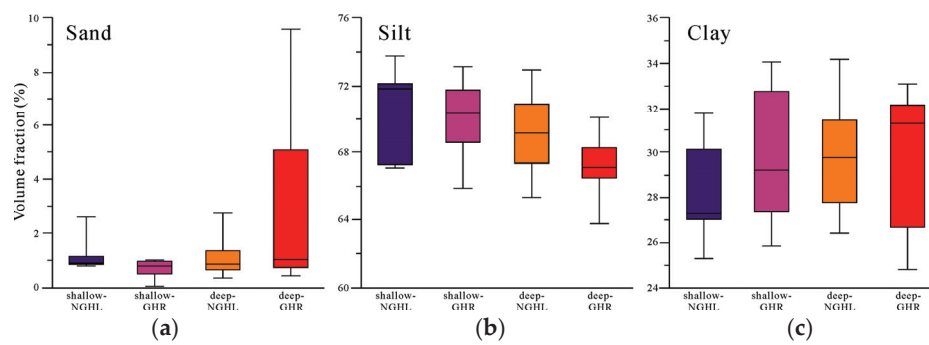 Volume fraction (%)
Sand
10
8
6
4
2
0
shallow-
NGHL
shallow-
GHR
deep-
NGHL
deep-
GHR
(a)
Silt
76
72
68
64
60
shallow-
NGHL
shallow-
GHR
deep-
NGHL
deep-
GHR
(b)
Clay
36
34
32
30
28
26
24
shallow-
NGHL
shallow-
GHR
deep-
NGHL
deep-
GHR
(c)